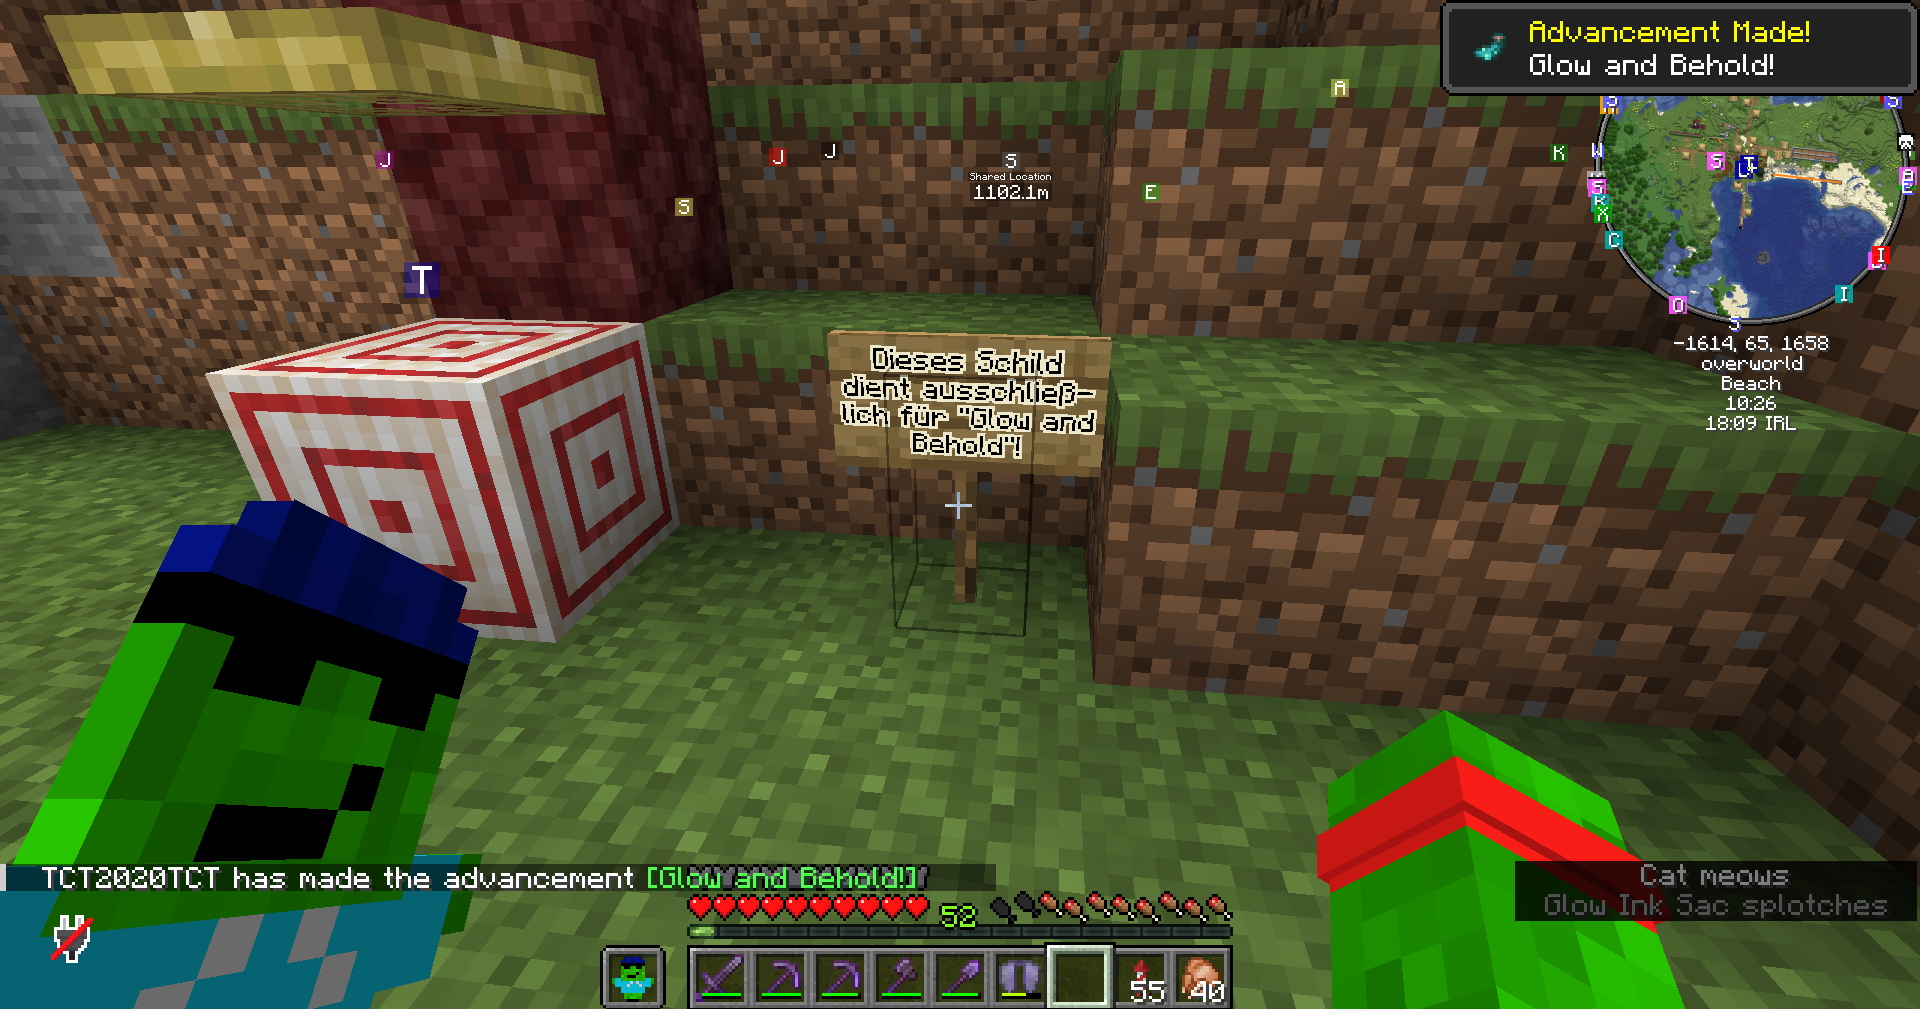 Advancement Made!
Glow and Behold!
A
J
J
J
S
Shared Location
1102.1m
K
W
S
E
S
T
Dieses Schild
dient ausschließ-
lich für "Glow and
Behold"!
S
S
S
T
L
S
K
X
C
B
E
I
I
O
S
-1614, 65, 1658
overworld
Beach
10:26
18:09 IRL
TCT2020TCT has made the advancement [Glow and Behold!]
52
Cat meows
Glow Ink Sac splotches
55
40